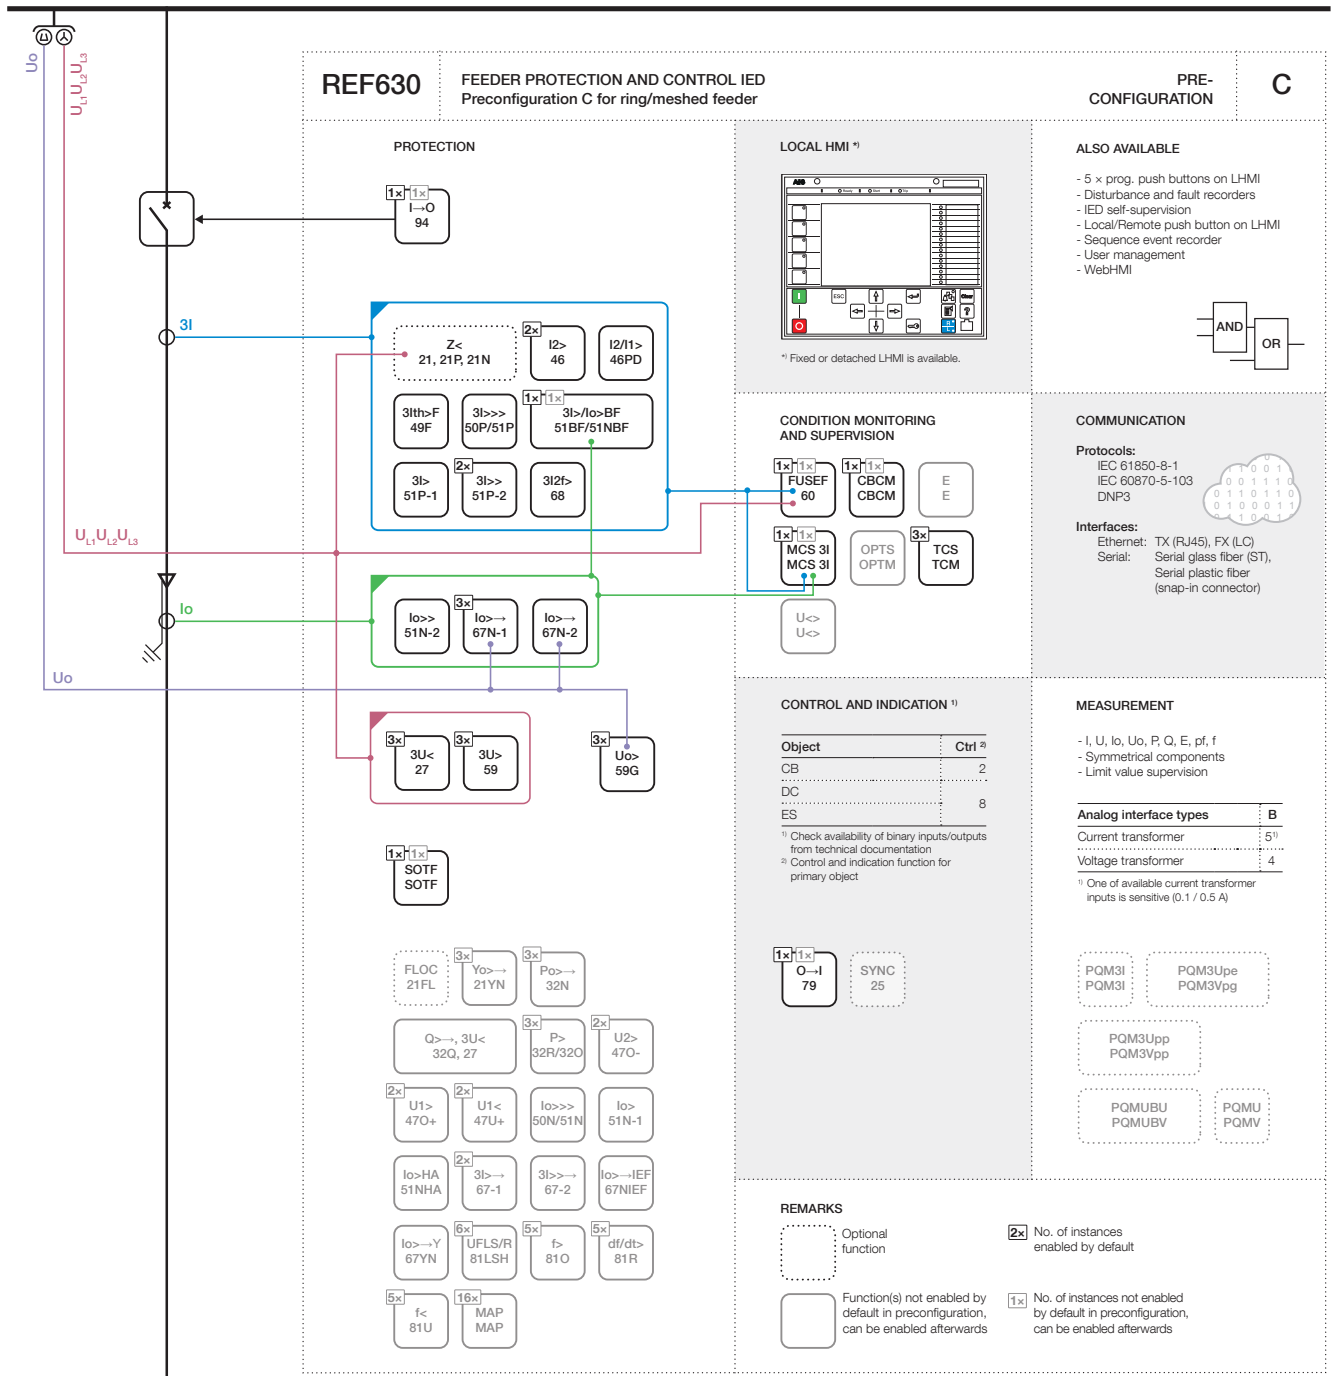 Uo
UL1UL2UL3
REF630
FEEDER PROTECTION AND CONTROL IED
Preconfiguration C for ring/meshed feeder
PRE-
CONFIGURATION
C
PROTECTION
1× 1×
I→O
94
3I
Z<
21, 21P, 21N
2×
I2>
46
I2/I1>
46PD
3Ith>F
49F
3I>>>
50P/51P
1× 1×
3I>/Io>BF
51BF/51NBF
3I>
51P-1
2×
3I>>
51P-2
3I2f>
68
UL1UL2UL3
Io
Io>>
51N-2
3×
Io>→
67N-1
Io>→
67N-2
Uo
3×
3U<
27
3×
3U>
59
3×
Uo>
59G
1× 1×
SOTF
SOTF
FLOC
21FL
3×
Yo>→
21YN
3×
Po>→
32N
Q>→, 3U<
32Q, 27
3×
P>
32R/32O
2×
U2>
47O-
2×
U1>
47O+
2×
U1<
47U+
Io>>>
50N/51N
Io>
51N-1
Io>HA
51NHA
2×
3I>→
67-1
3I>>→
67-2
Io>→IEF
67NIEF
Io>→Y
67YN
6×
UFLS/R
81LSH
5×
f>
81O
5×
df/dt>
81R
5×
f<
81U
16×
MAP
MAP
LOCAL HMI *)
ABB
Ready
Start
Trip
ESC
Clear
I
O
?
R
L
*) Fixed or detached LHMI is available.
ALSO AVAILABLE
- 5 × prog. push buttons on LHMI
- Disturbance and fault recorders
- IED self-supervision
- Local/Remote push button on LHMI
- Sequence event recorder
- User management
- WebHMI
AND
OR
CONDITION MONITORING
AND SUPERVISION
1× 1×
FUSEF
60
1× 1×
CBCM
CBCM
E
E
1× 1×
MCS 3I
MCS 3I
OPTS
OPTM
3×
TCS
TCM
U<>
U<>
COMMUNICATION
Protocols:
IEC 61850-8-1
IEC 60870-5-103
DNP3
Interfaces:
Ethernet: TX (RJ45), FX (LC)
Serial: Serial glass fiber (ST),
Serial plastic fiber
(snap-in connector)
CONTROL AND INDICATION 1)
Object Ctrl 2)
CB 2
DC
8
ES
1) Check availability of binary inputs/outputs
from technical documentation
2) Control and indication function for
primary object
1× 1×
O→I
79
SYNC
25
MEASUREMENT
- I, U, Io, Uo, P, Q, E, pf, f
- Symmetrical components
- Limit value supervision
Analog interface types B
Current transformer 5 1)
Voltage transformer 4
1) One of available current transformer
inputs is sensitive (0.1 / 0.5 A)
PQM3I
PQM3I
PQM3Upe
PQM3Vpg
PQM3Upp
PQM3Vpp
PQMUBU
PQMUBV
PQMU
PQMV
REMARKS
Optional
function
2× No. of instances
enabled by default
Function(s) not enabled by
default in preconfiguration,
can be enabled afterwards
1× No. of instances not enabled
by default in preconfiguration,
can be enabled afterwards